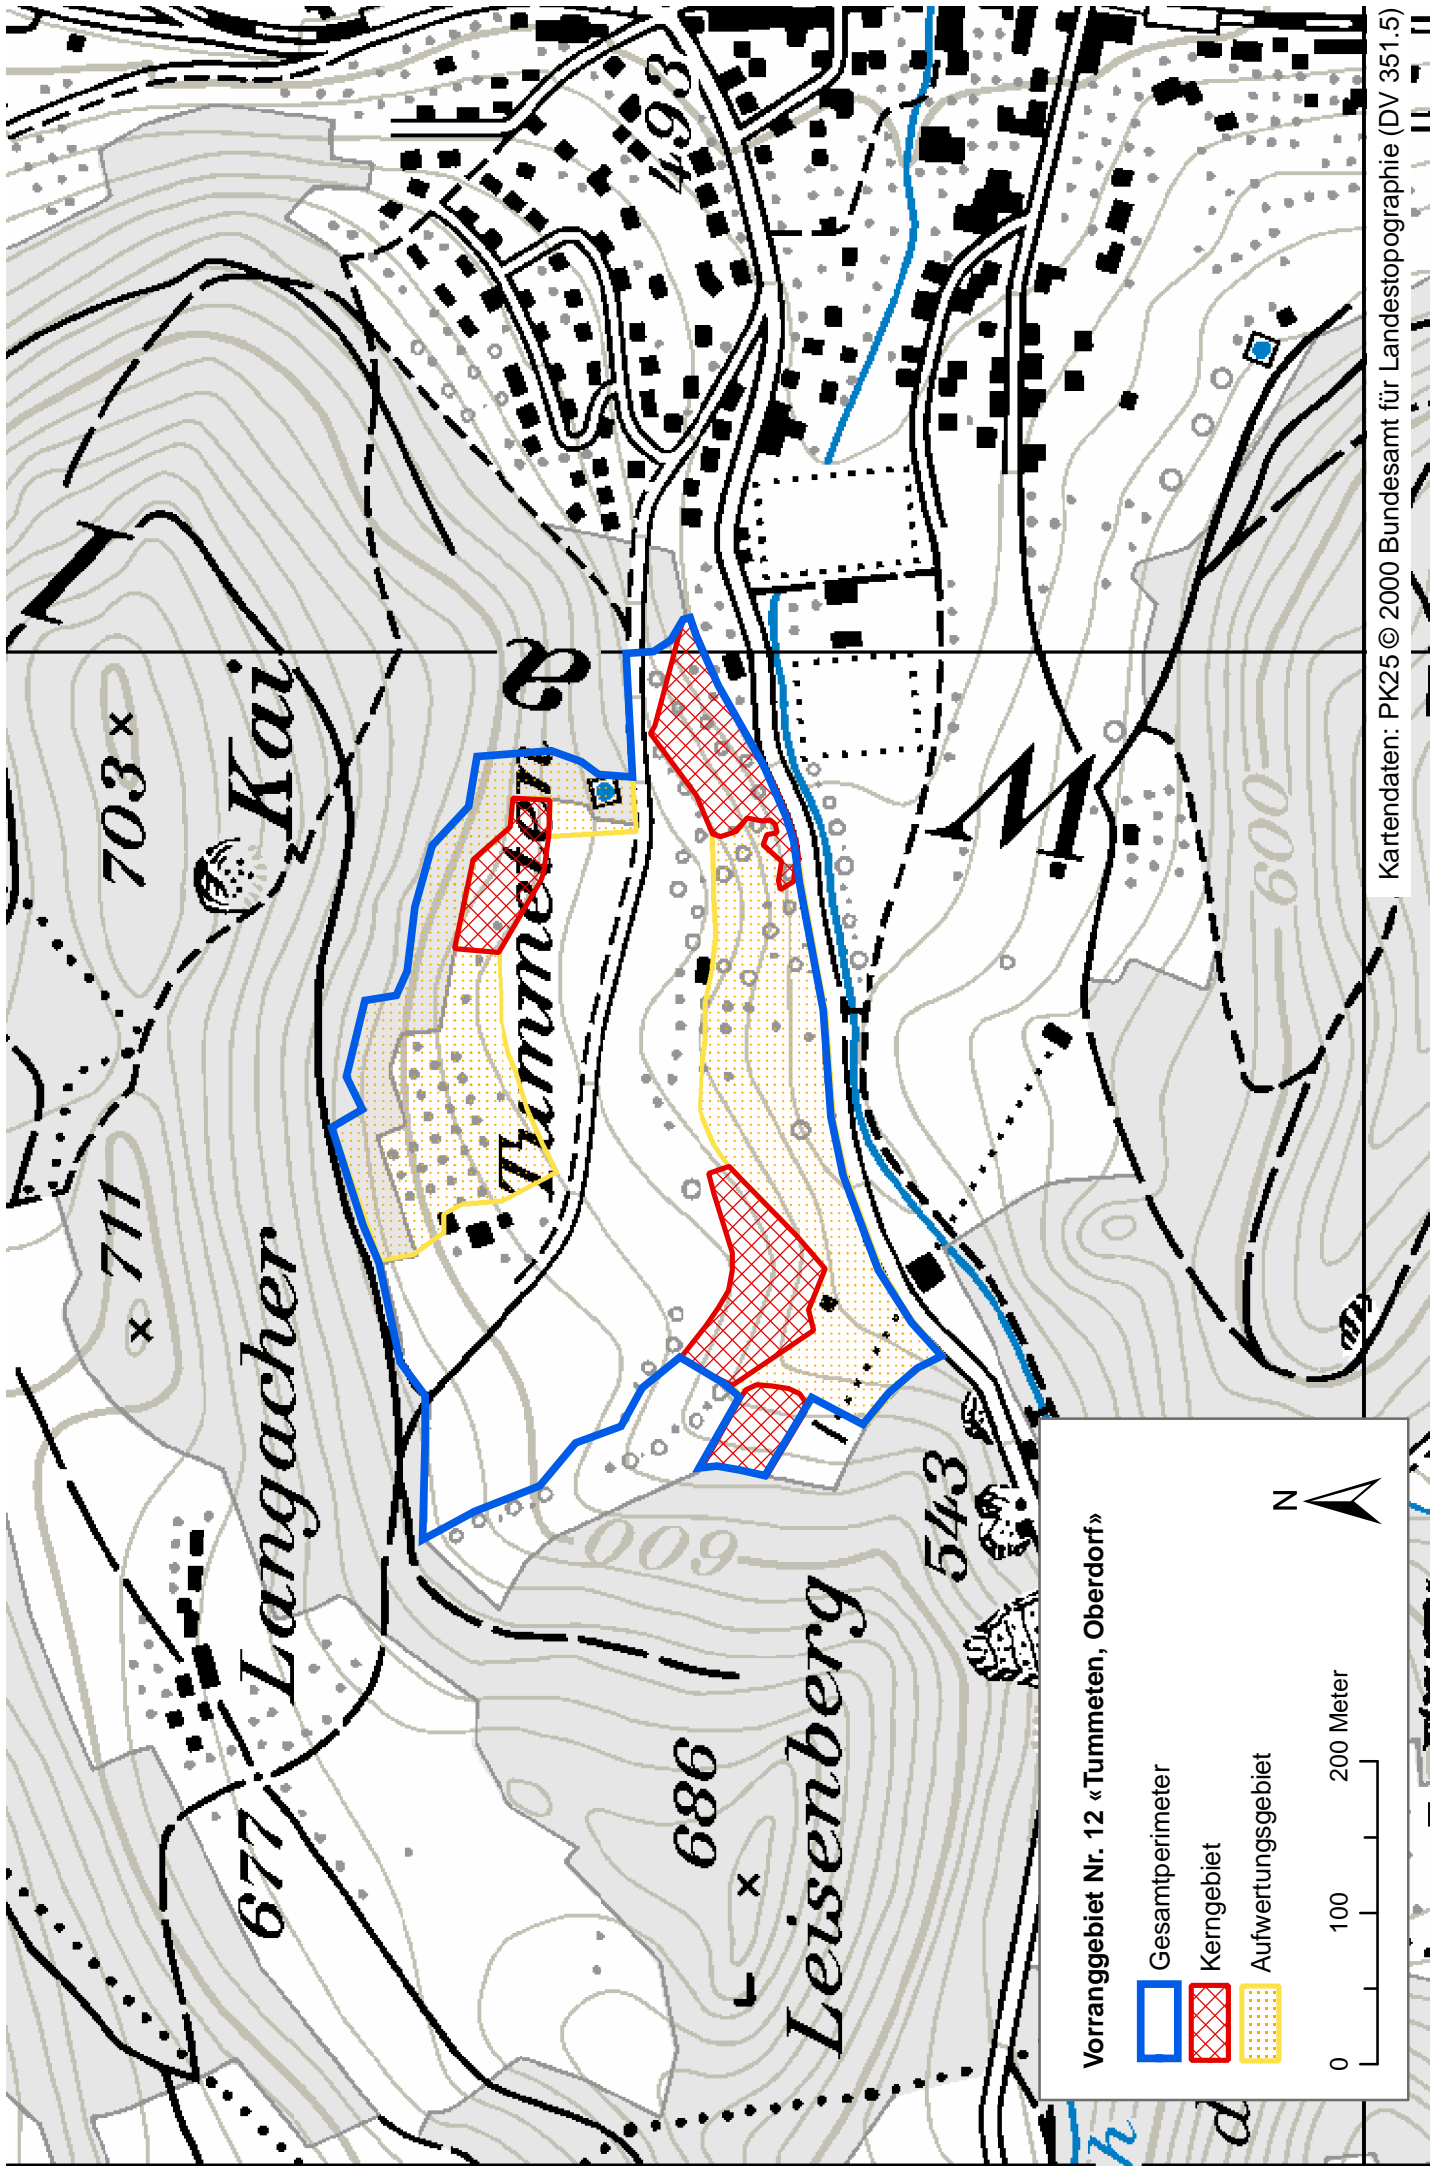 703
Kai
711
Langacher
677
a
Tummeten
493
M
600
600
686
Leisenberg
543
Vorranggebiet Nr. 12 «Tummeten, Oberdorf»
Gesamtperimeter
Kerngebiet
Aufwertungsgebiet
0 100 200 Meter
N
Kartendaten: PK25 © 2000 Bundesamt für Landestopographie (DV 351.5)
h
d